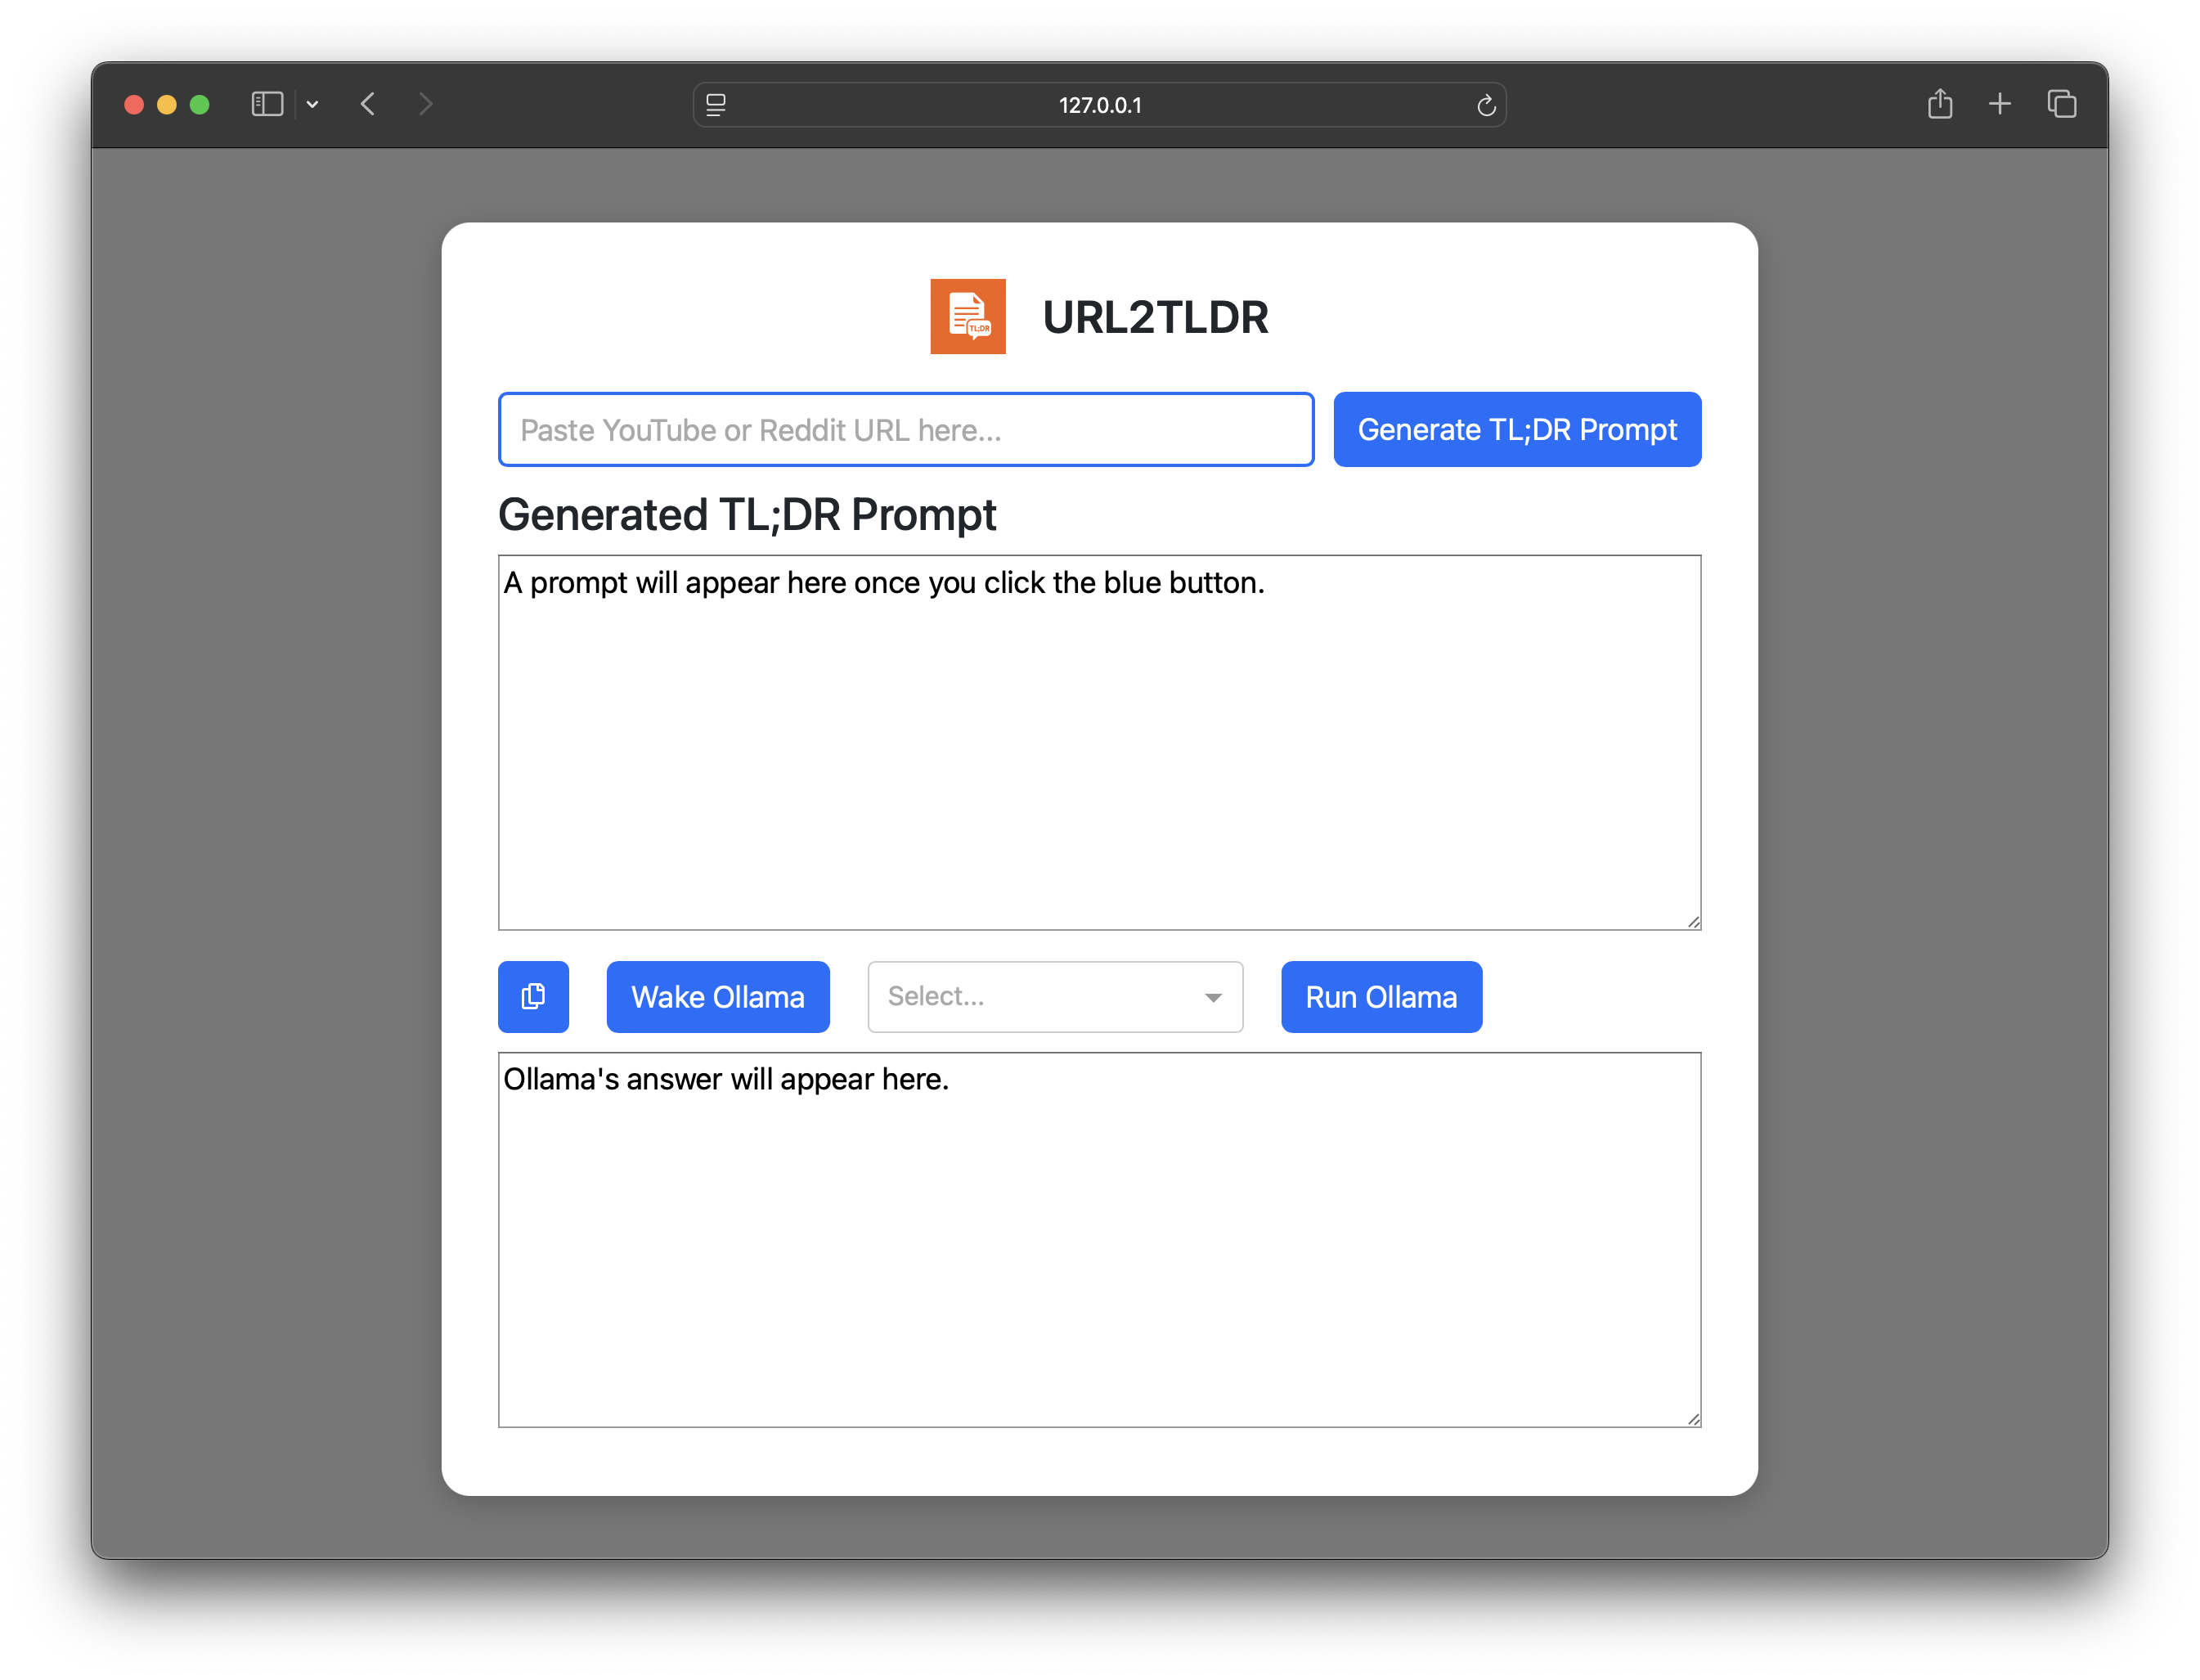 127.0.0.1
TL;DR
URL2TLDR
Paste YouTube or Reddit URL here...
Generate TL;DR Prompt
Generated TL;DR Prompt
A prompt will appear here once you click the blue button.
Wake Ollama
Select...
Run Ollama
Ollama's answer will appear here.